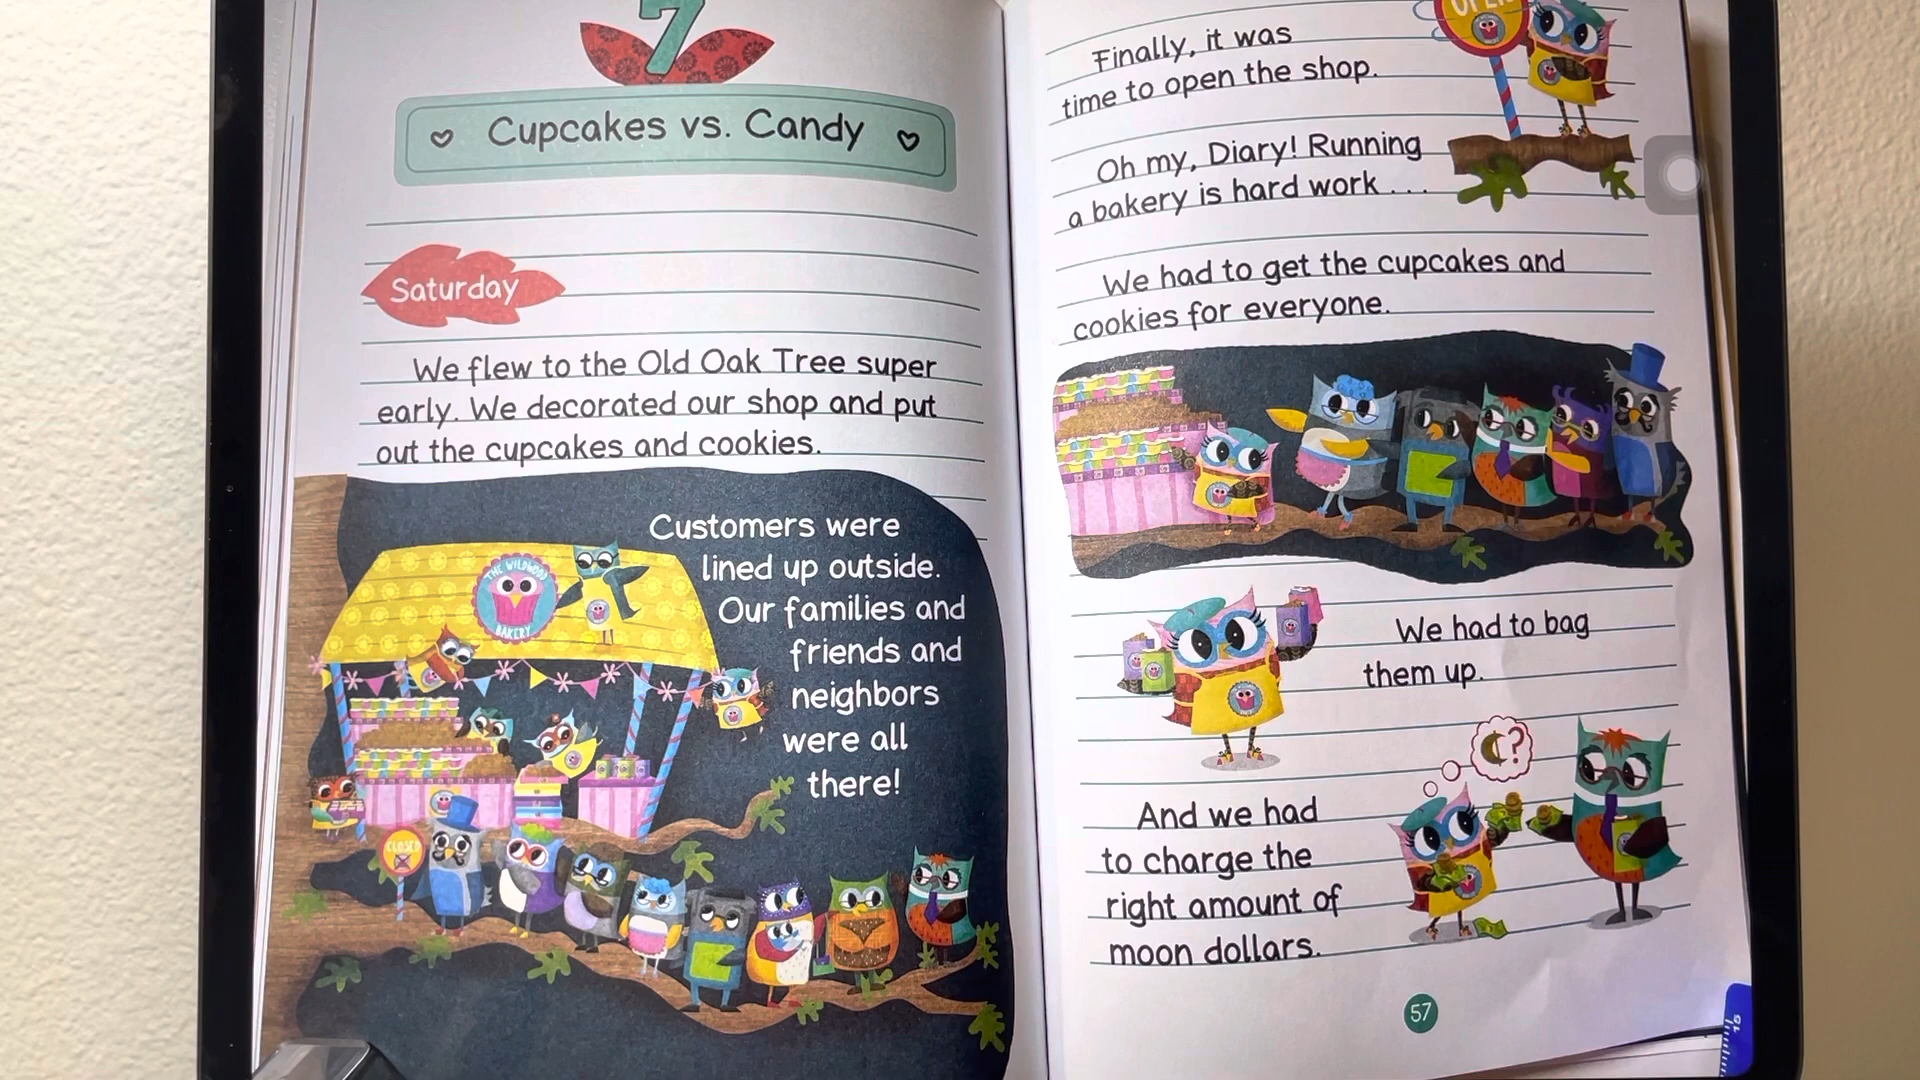 7
Cupcakes vs. Candy
Saturday
We flew to the Old Oak Tree super
early. We decorated our shop and put
out the cupcakes and cookies.
Customers were
lined up outside.
Our families and
friends and
neighbors
were all
there!
THE WILDWOOD
BAKERY
CLOSED
OPEN
Finally, it was
time to open the shop.
Oh my, Diary! Running
a bakery is hard work . . .
We had to get the cupcakes and
cookies for everyone.
We had to bag
them up.
?
And we had
to charge the
right amount of
moon dollars.
57
15